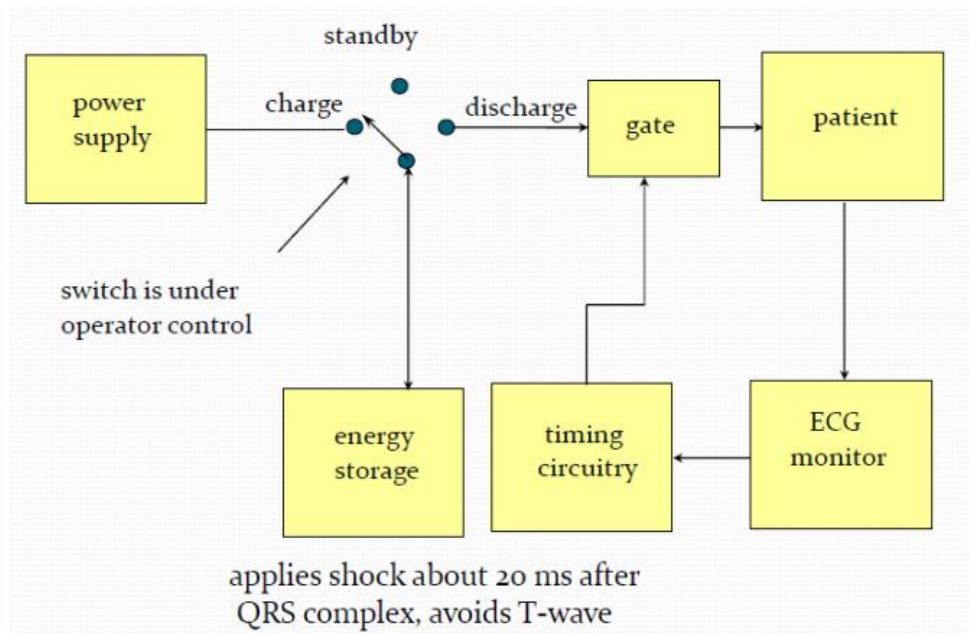 standby
power
supply
charge
discharge
gate
patient
switch is under
operator control
energy
storage
timing
circuitry
ECG
monitor
applies shock about 20 ms after
QRS complex, avoids T-wave